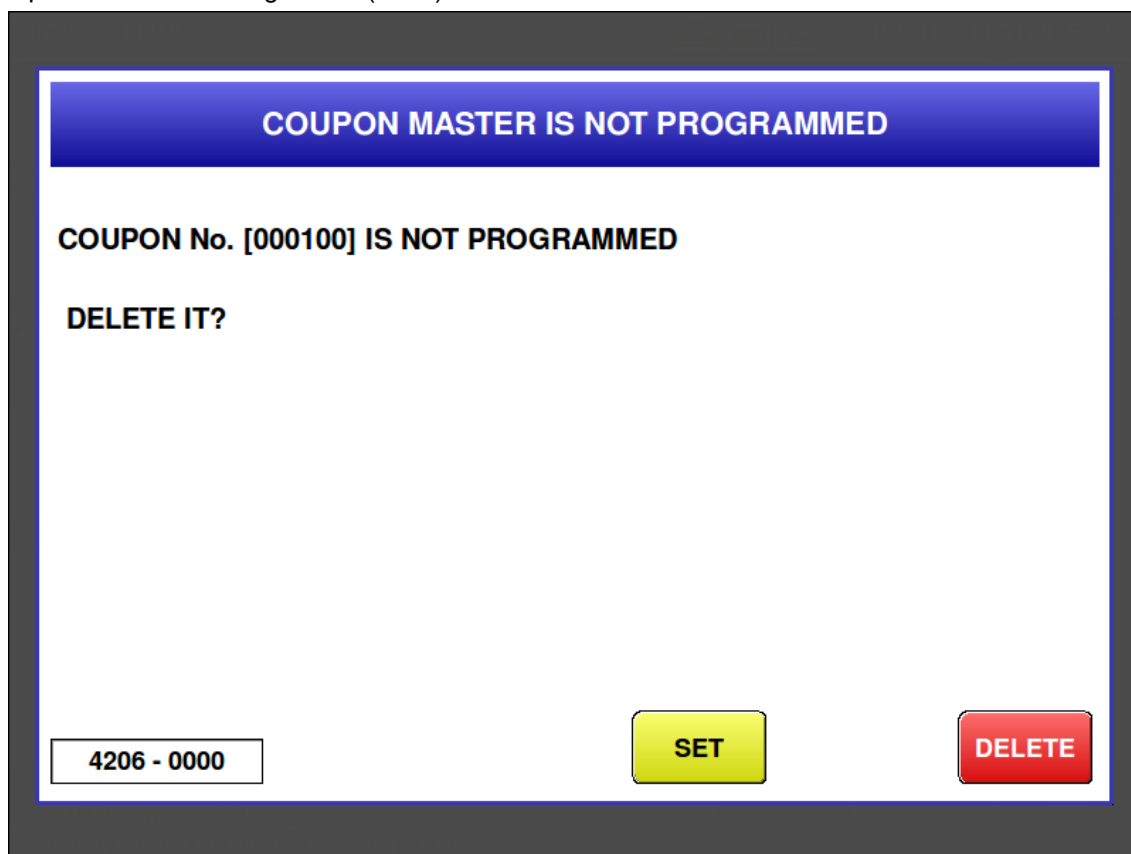 COUPON MASTER IS NOT PROGRAMMED
COUPON No. [000100] IS NOT PROGRAMMED
DELETE IT?
4206 - 0000
SET
DELETE